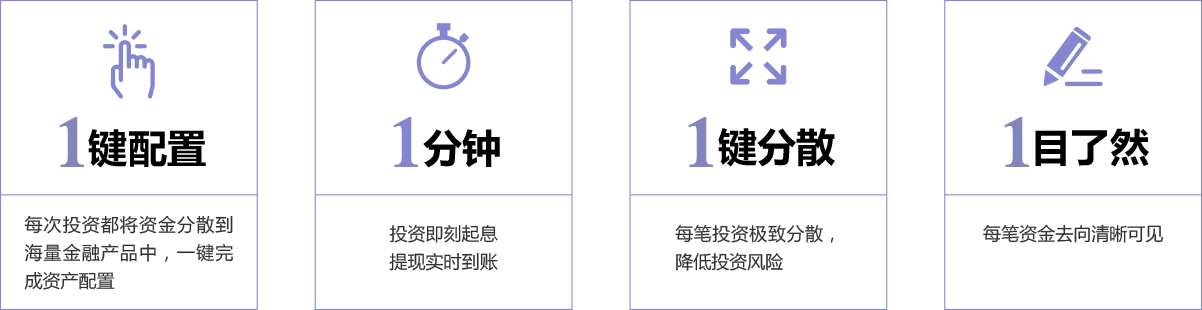 1键配置
每次投资都将资金分散到
海量金融产品中，一键完
成资产配置
1分钟
投资即刻起息
提现实时到账
1键分散
每笔投资极致分散，
降低投资风险
1目了然
每笔资金去向清晰可见